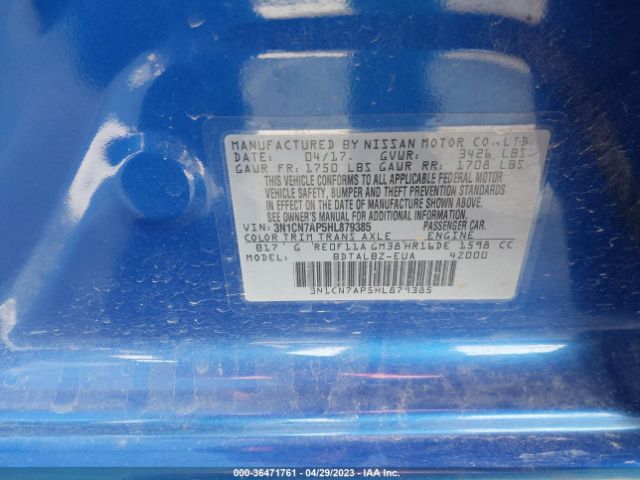 MANUFACTURED BY NISSAN MOTOR CO.,LTD.
DATE: 04/17. GVWR: 3426 LBS
GAWR FR: 1750 LBS GAWR RR: 1708 LBS
THIS VEHICLE CONFORMS TO ALL APPLICABLE FEDERAL MOTOR
VEHICLE SAFETY, BUMPER AND THEFT PREVENTION STANDARDS
IN EFFECT ON THE DATE OF MANUFACTURE SHOWN ABOVE.
SEE OWNER'S MANUAL FOR ADDITIONAL INFORMATION
VIN: 3N1CN7AP5HL879385 PASSENGER CAR.
COLOR TRIM TRANS AXLE ENGINE
B17 G RE0F11A GM38 HR16DE 1598 CC
BDTALBZ-EUA 4Z000
3N1CN7AP5HL879385
000-36471761 - 04/29/2023 - IAA Inc.